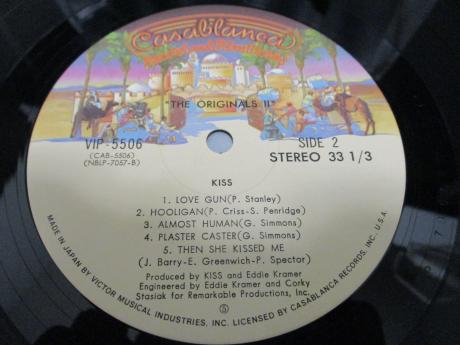 Casablanca
Record and FilmWorks
"THE ORIGINALS II"
VIP-5506
(CAB-5506)
(NBLP-7057-B)
SIDE 2
STEREO 33 1/3
KISS
1. LOVE GUN(P. Stanley)
2. HOOLIGAN(P. Criss-S. Penridge)
3. ALMOST HUMAN(G. Simmons)
4. PLASTER CASTER(G. Simmons)
5. THEN SHE KISSED ME
(J. Barry-E. Greenwich-P. Spector)
Produced by KISS and Eddie Kramer
Engineered by Eddie Kramer and Corky
Stasiak for Remarkable Productions, Inc.
S
MADE IN JAPAN BY VICTOR MUSICAL INDUSTRIES, INC. LICENSED BY CASABLANCA RECORDS, INC., U.S.A.